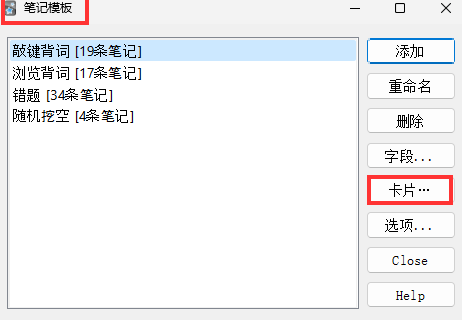 笔记模板
敲键背词 [19条笔记]
浏览背词 [17条笔记]
错题 [34条笔记]
随机挖空 [4条笔记]
添加
重命名
删除
字段...
卡片…
选项...
Close
Help